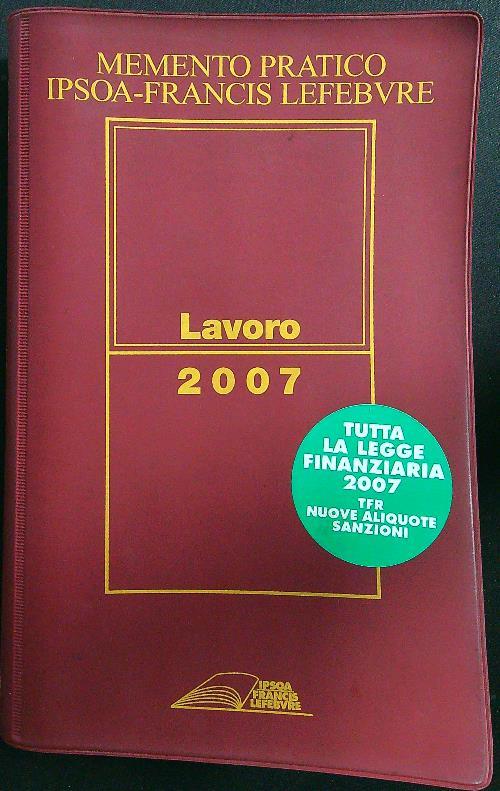 MEMENTO PRATICO
IPSOA-FRANCIS LEFEBVRE
Lavoro
2007
TUTTA
LA LEGGE
FINANZIARIA
2007
TFR
NUOVE ALIQUOTE
SANZIONI
IPSOA
FRANCIS
LEFEBVRE